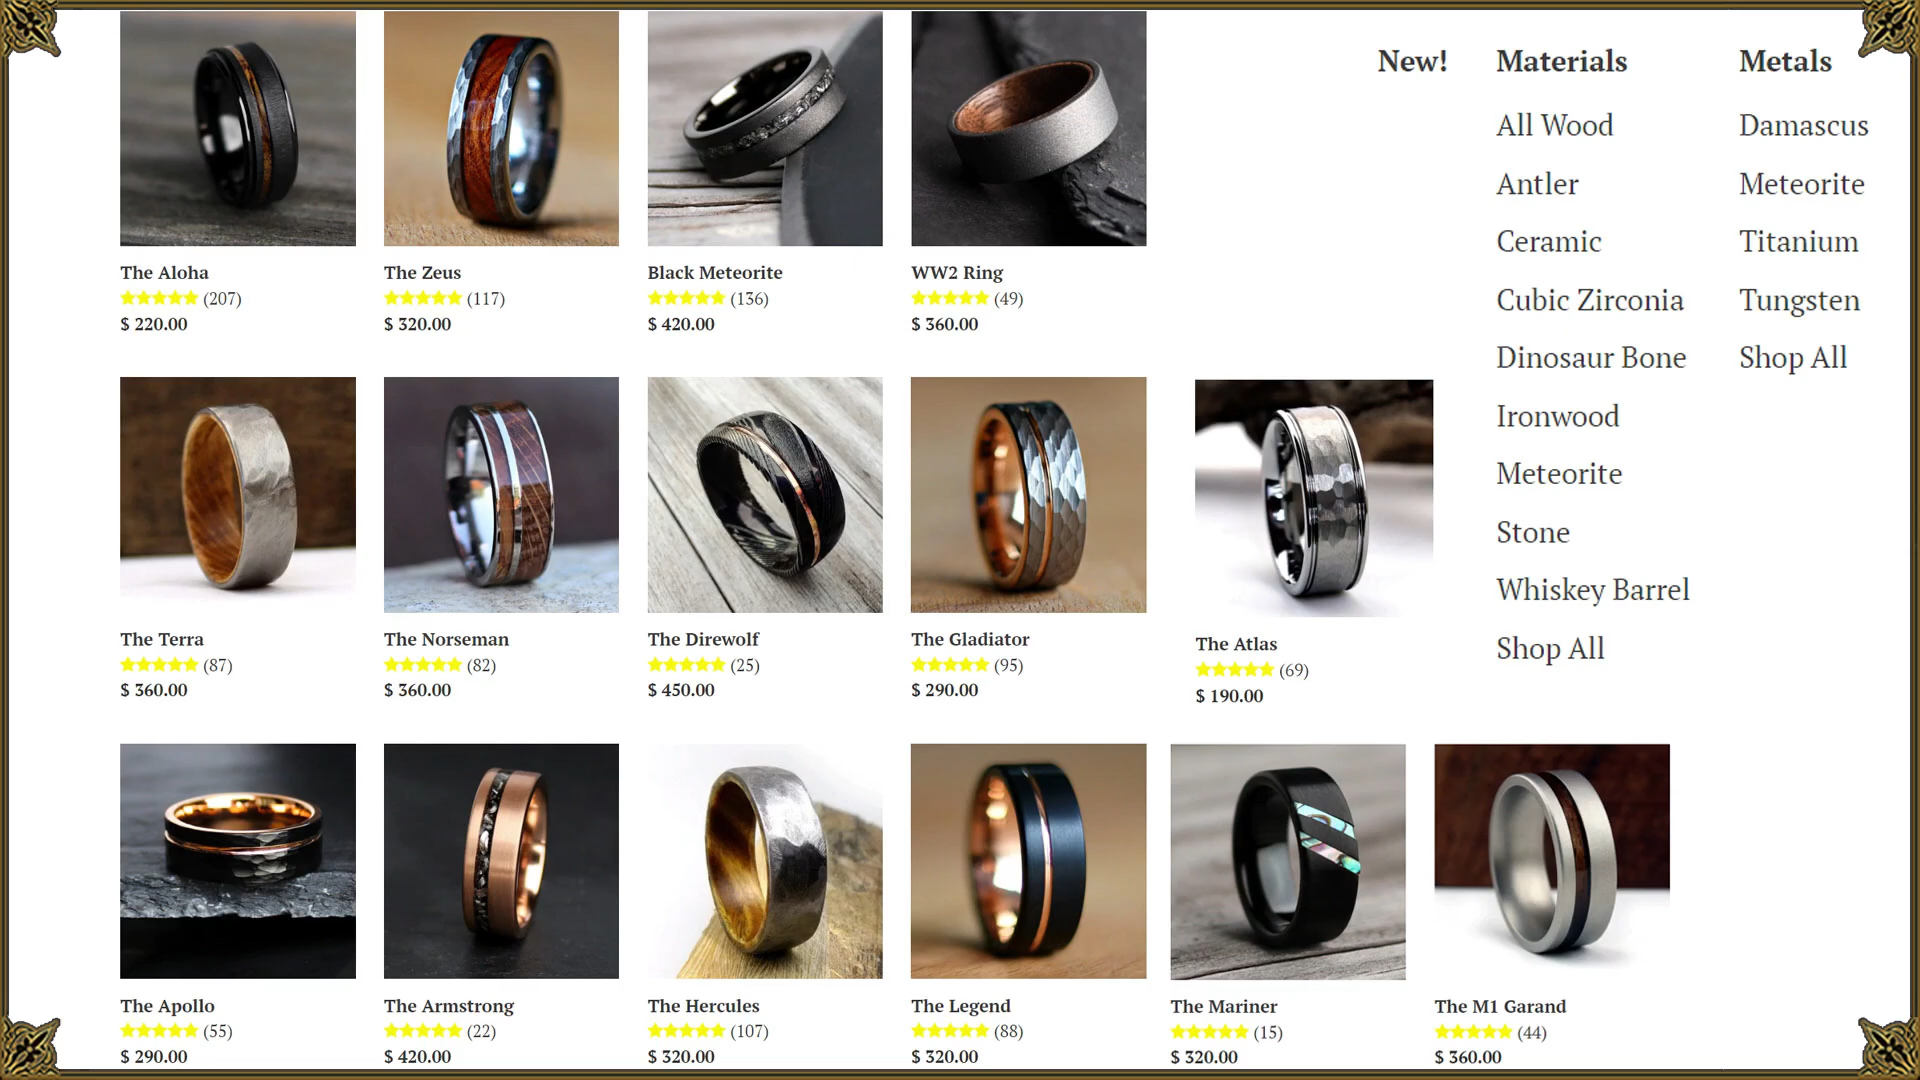 New!
Materials
All Wood
Antler
Ceramic
Cubic Zirconia
Dinosaur Bone
Ironwood
Meteorite
Stone
Whiskey Barrel
Shop All
Metals
Damascus
Meteorite
Titanium
Tungsten
Shop All
The Aloha
(207)
$ 220.00
The Zeus
(117)
$ 320.00
Black Meteorite
(136)
$ 420.00
WW2 Ring
(49)
$ 360.00
The Terra
(87)
$ 360.00
The Norseman
(82)
$ 360.00
The Direwolf
(25)
$ 450.00
The Gladiator
(95)
$ 290.00
The Atlas
(69)
$ 190.00
The Apollo
(55)
$ 290.00
The Armstrong
(22)
$ 420.00
The Hercules
(107)
$ 320.00
The Legend
(88)
$ 320.00
The Mariner
(15)
$ 320.00
The M1 Garand
(44)
$ 360.00